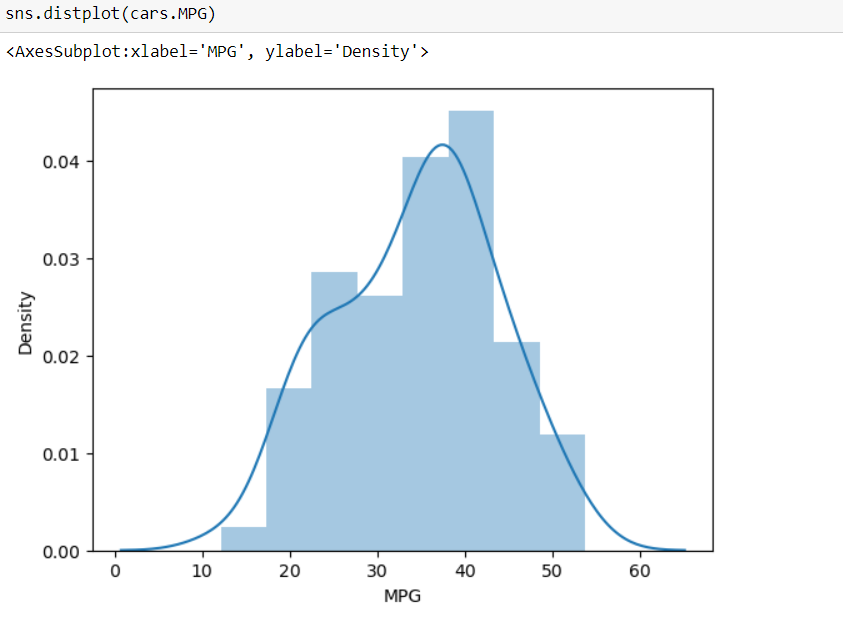 sns.distplot(cars.MPG)
<AxesSubplot:xlabel='MPG', ylabel='Density'>
0.04
0.03
0.02
0.01
0.00
Density
0 10 20 30 40 50 60
MPG